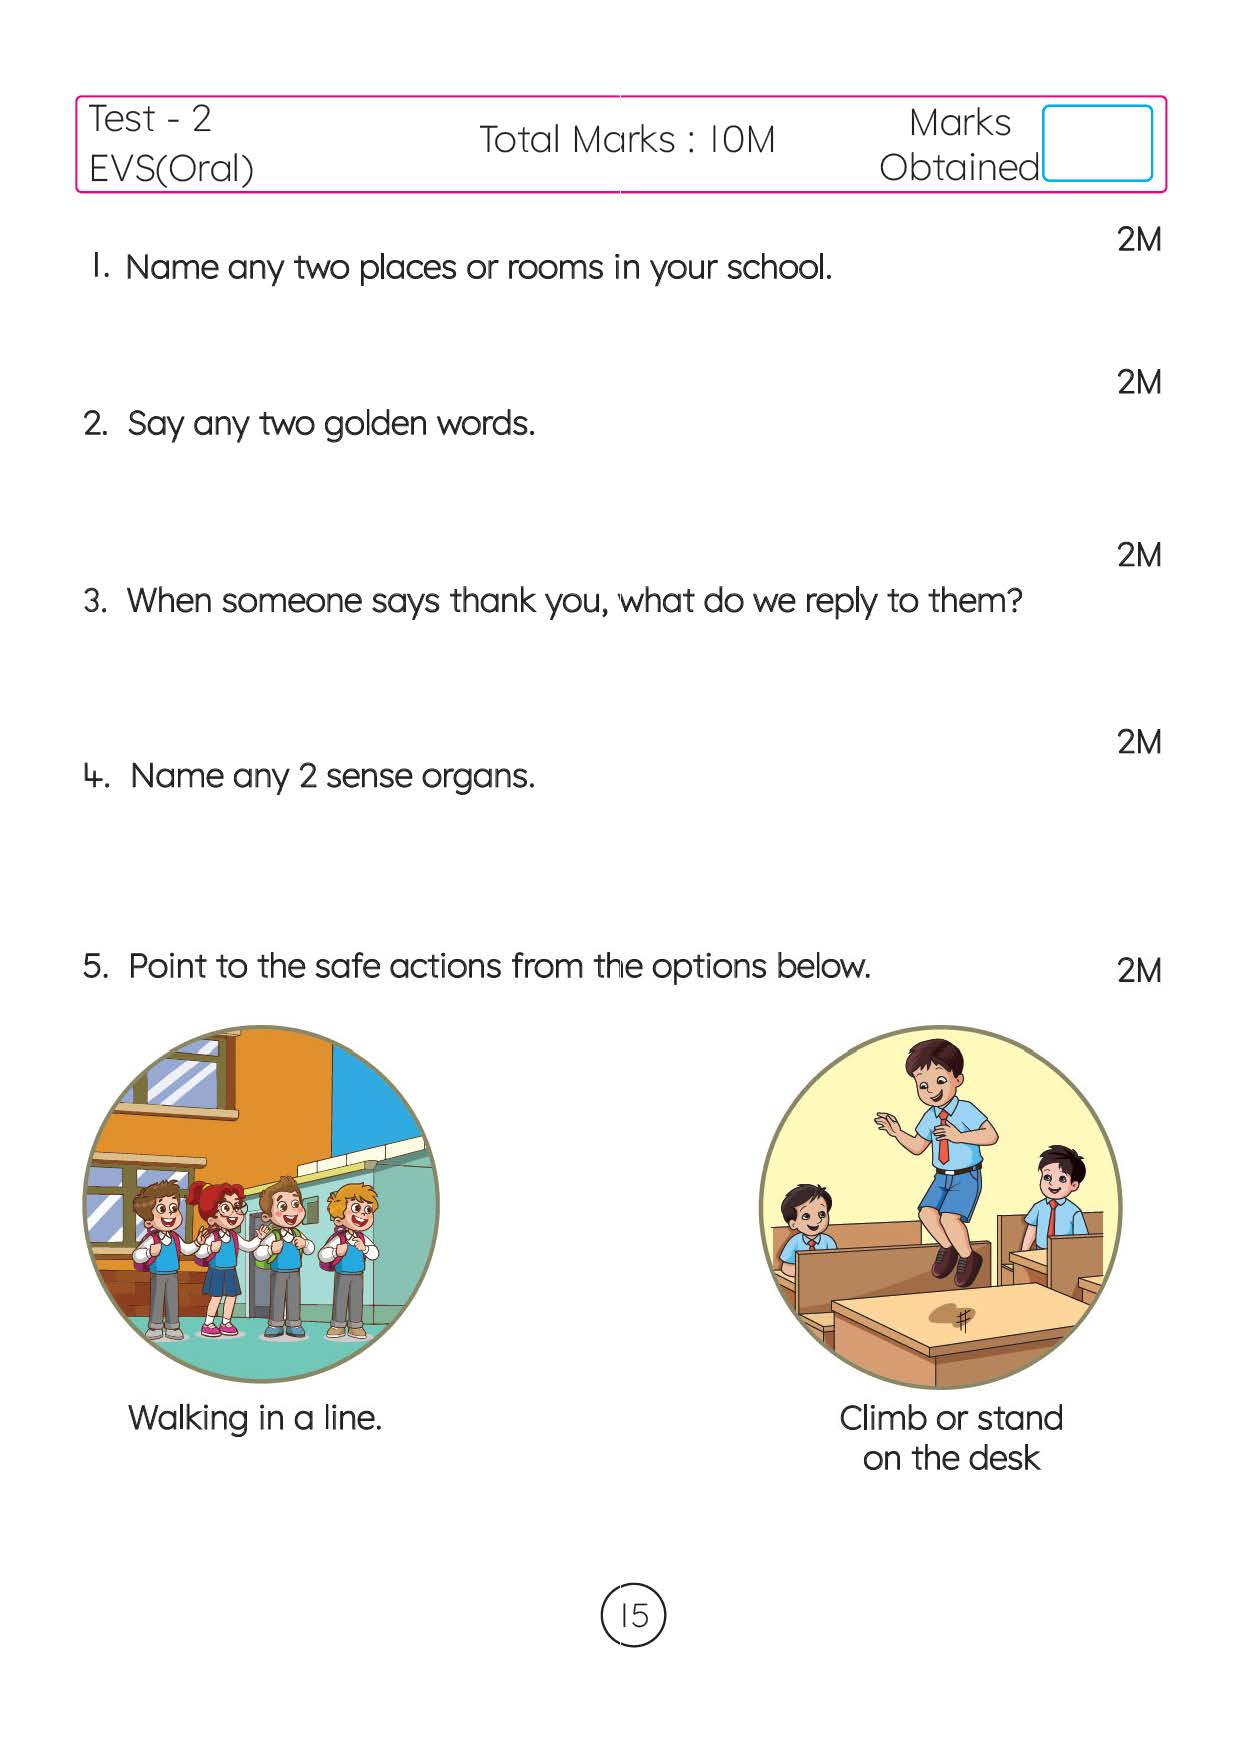 Test - 2
EVS(Oral)
Total Marks : 10M
Marks
Obtained
2M
1. Name any two places or rooms in your school.
2M
2. Say any two golden words.
2M
3. When someone says thank you, what do we reply to them?
2M
4. Name any 2 sense organs.
5. Point to the safe actions from the options below. 2M
Walking in a line.
Climb or stand
on the desk
15